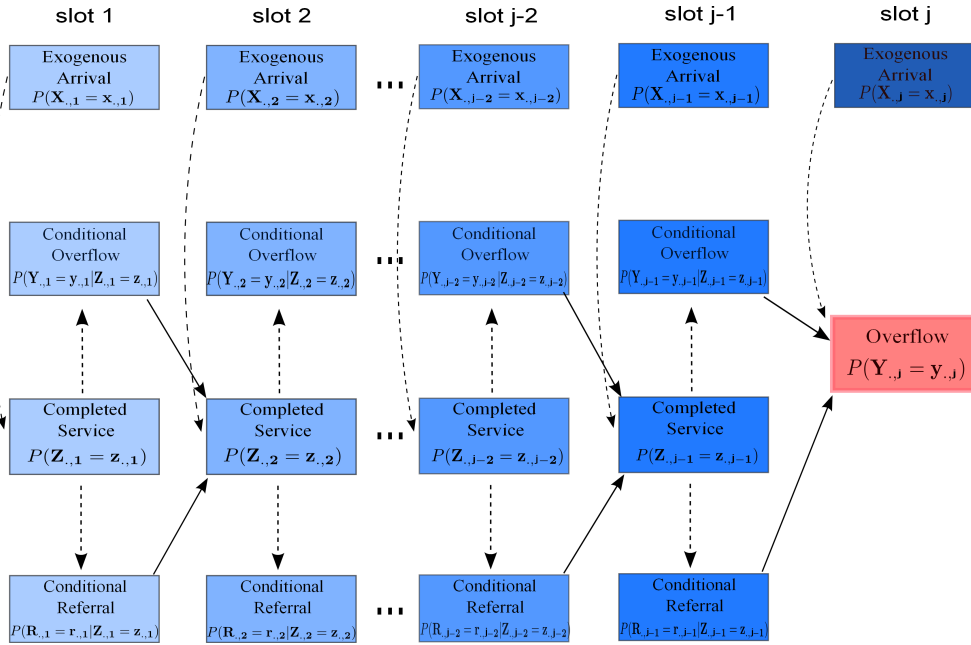 slot 1 slot 2 slot j-2 slot j-1 slot j
Exogenous Arrival P(X.,1 = x.,1)
Exogenous Arrival P(X.,2 = x.,2)
...
Exogenous Arrival P(X.,j−2 = x.,j−2)
Exogenous Arrival P(X.,j−1 = x.,j−1)
Exogenous Arrival P(X.,j = x.,j)
Conditional Overflow P(Y.,1 = y.,1|Z.,1 = z.,1)
Conditional Overflow P(Y.,2 = y.,2|Z.,2 = z.,2)
...
Conditional Overflow P(Y.,j−2 = y.,j−2|Z.,j−2 = z.,j−2)
Conditional Overflow P(Y.,j−1 = y.,j−1|Z.,j−1 = z.,j−1)
Overflow
P(Y.,j = y.,j)
Completed Service P(Z.,1 = z.,1)
Completed Service P(Z.,2 = z.,2)
...
Completed Service P(Z.,j−2 = z.,j−2)
Completed Service P(Z.,j−1 = z.,j−1)
Conditional Referral P(R.,1 = r.,1|Z.,1 = z.,1)
Conditional Referral P(R.,2 = r.,2|Z.,2 = z.,2)
...
Conditional Referral P(R.,j−2 = r.,j−2|Z.,j−2 = z.,j−2)
Conditional Referral P(R.,j−1 = r.,j−1|Z.,j−1 = z.,j−1)